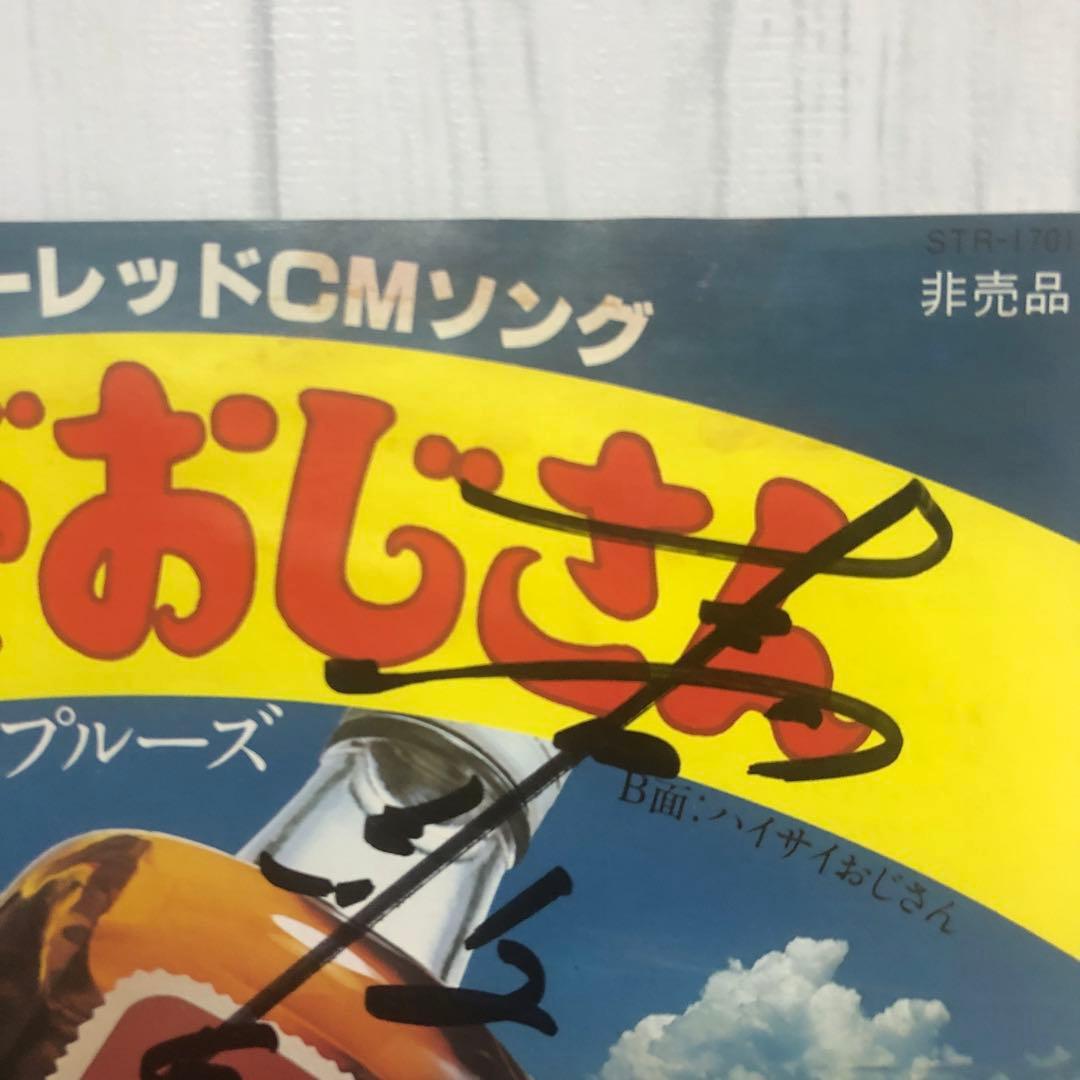 STR-1701
非売品
ーレッドCMソング
おじさん
プルーズ
B面:ハイサイおじさん